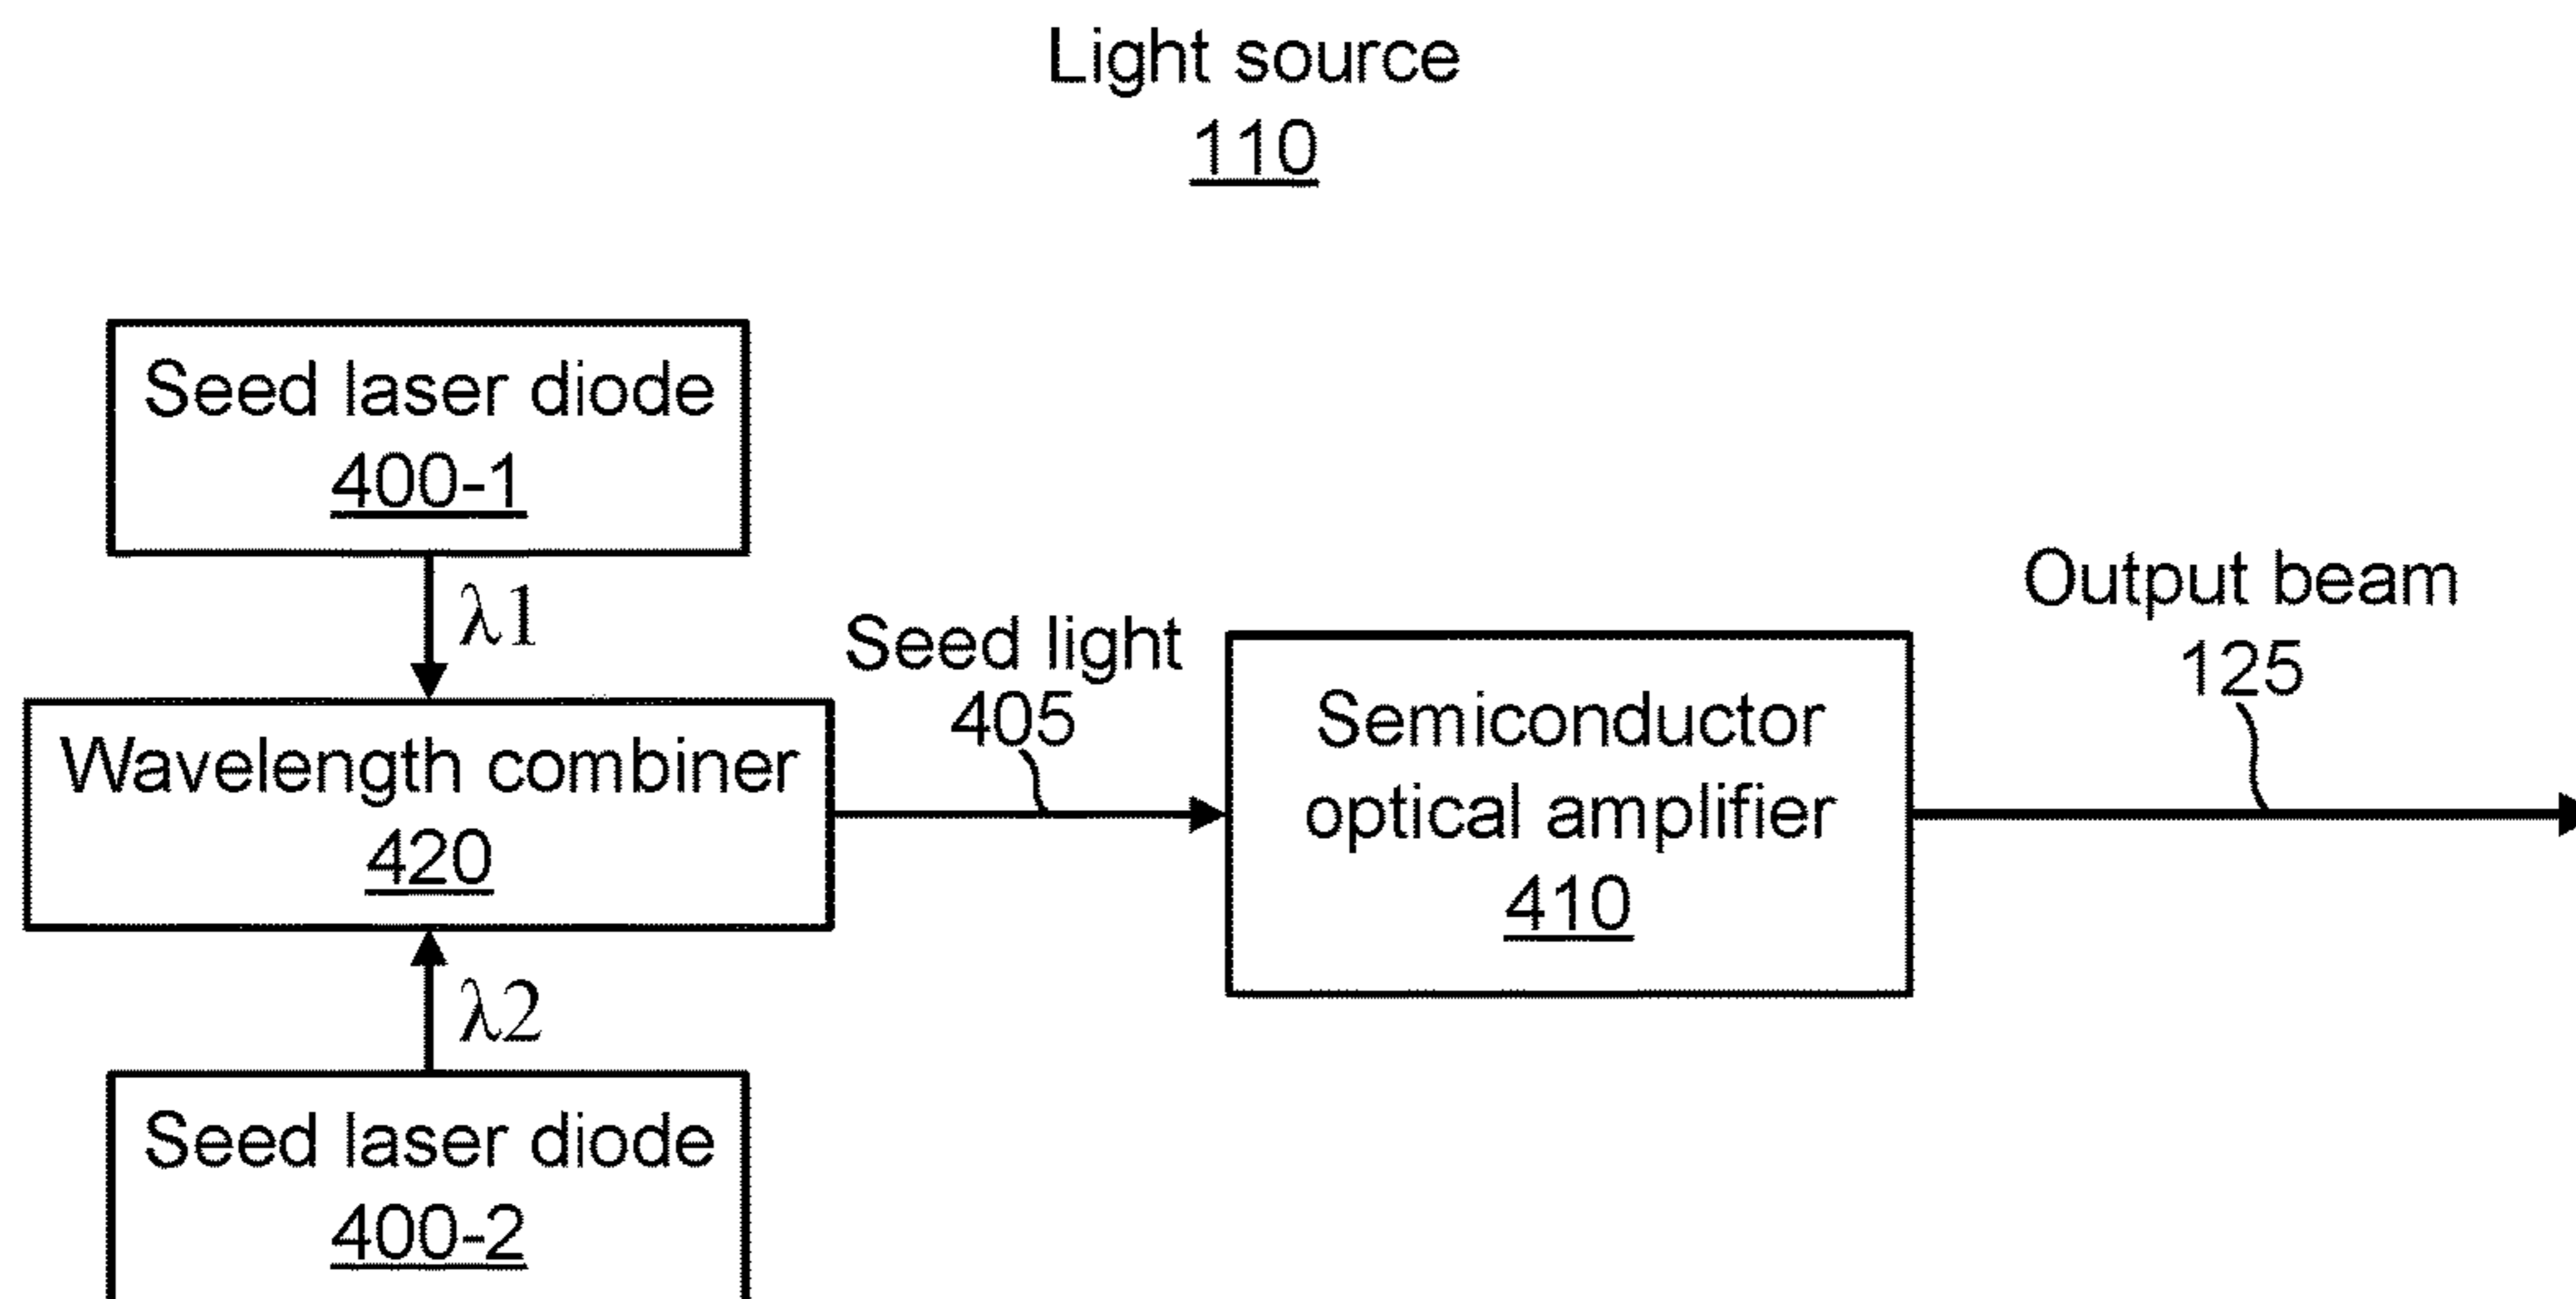 Light source
110
Seed laser diode
400-1
λ1
Wavelength combiner
420
λ2
Seed laser diode
400-2
Seed light
405
Semiconductor
optical amplifier
410
Output beam
125